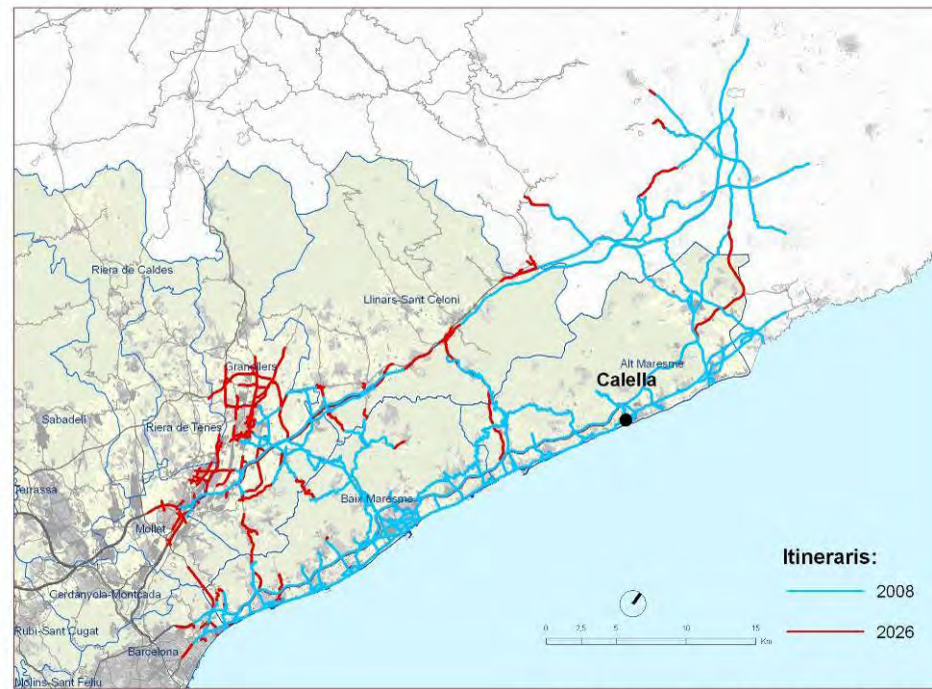 Riera de Caldes
Llinars-Sant Celoni
Granollers
Alt Maresme
Calella
Sabadell
Riera de Tenes
Terrassa
Baix Maresme
Mollet
Cerdanyola-Montcada
Rubí-Sant Cugat
Barcelona
Molins-Sant Feliu
Itineraris:
2008
2026
0 2,5 5 10 15
Km